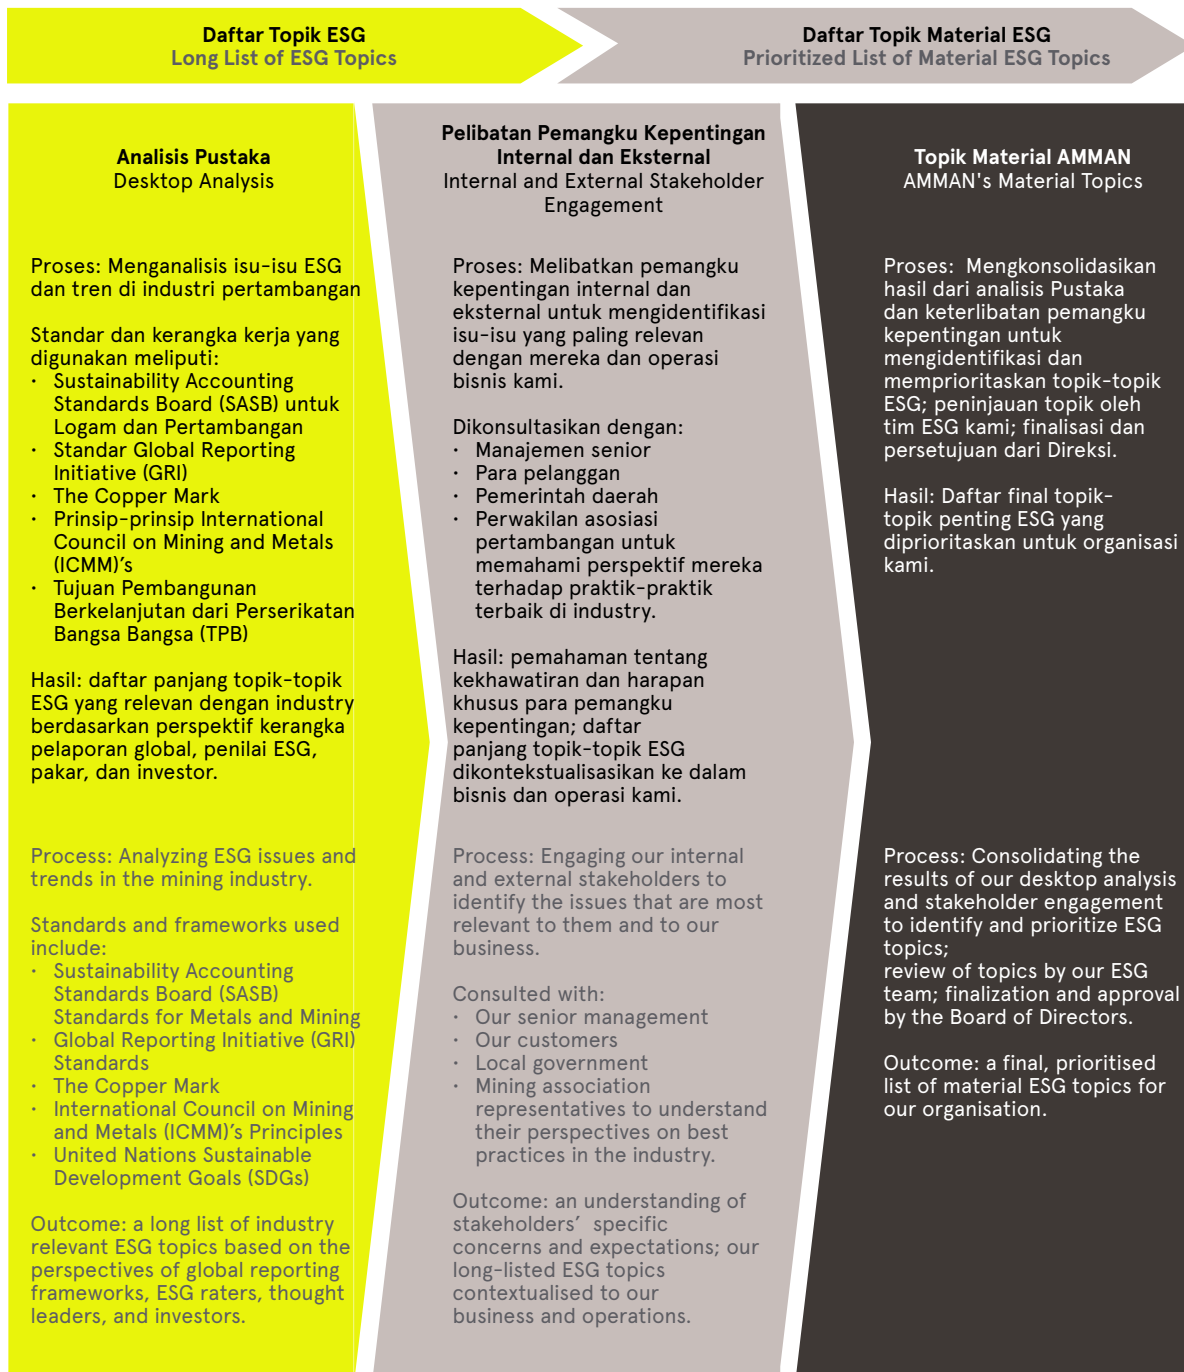 Daftar Topik ESG
Long List of ESG Topics
Daftar Topik Material ESG
Prioritized List of Material ESG Topics
Analisis Pustaka
Desktop Analysis
Proses: Menganalisis isu-isu ESG
dan tren di industri pertambangan
Standar dan kerangka kerja yang
digunakan meliputi:
· Sustainability Accounting
Standards Board (SASB) untuk
Logam dan Pertambangan
· Standar Global Reporting
Initiative (GRI)
· The Copper Mark
· Prinsip-prinsip International
Council on Mining and Metals
(ICMM)’s
· Tujuan Pembangunan
Berkelanjutan dari Perserikatan
Bangsa Bangsa (TPB)
Hasil: daftar panjang topik-topik
ESG yang relevan dengan industry
berdasarkan perspektif kerangka
pelaporan global, penilai ESG,
pakar, dan investor.
Process: Analyzing ESG issues and
trends in the mining industry.
Standards and frameworks used
include:
· Sustainability Accounting
Standards Board (SASB)
Standards for Metals and Mining
· Global Reporting Initiative (GRI)
Standards
· The Copper Mark
· International Council on Mining
and Metals (ICMM)’s Principles
· United Nations Sustainable
Development Goals (SDGs)
Outcome: a long list of industry
relevant ESG topics based on the
perspectives of global reporting
frameworks, ESG raters, thought
leaders, and investors.
Pelibatan Pemangku Kepentingan
Internal dan Eksternal
Internal and External Stakeholder
Engagement
Proses: Melibatkan pemangku
kepentingan internal dan
eksternal untuk mengidentifikasi
isu-isu yang paling relevan
dengan mereka dan operasi
bisnis kami.
Dikonsultasikan dengan:
· Manajemen senior
· Para pelanggan
· Pemerintah daerah
· Perwakilan asosiasi
pertambangan untuk
memahami perspektif mereka
terhadap praktik-praktik
terbaik di industry.
Hasil: pemahaman tentang
kekhawatiran dan harapan
khusus para pemangku
kepentingan; daftar
panjang topik-topik ESG
dikontekstualisasikan ke dalam
bisnis dan operasi kami.
Process: Engaging our internal
and external stakeholders to
identify the issues that are most
relevant to them and to our
business.
Consulted with:
· Our senior management
· Our customers
· Local government
· Mining association
representatives to understand
their perspectives on best
practices in the industry.
Outcome: an understanding of
stakeholders’ specific
concerns and expectations; our
long-listed ESG topics
contextualised to our
business and operations.
Topik Material AMMAN
AMMAN's Material Topics
Proses: Mengkonsolidasikan
hasil dari analisis Pustaka
dan keterlibatan pemangku
kepentingan untuk
mengidentifikasi dan
memprioritaskan topik-topik
ESG; peninjauan topik oleh
tim ESG kami; finalisasi dan
persetujuan dari Direksi.
Hasil: Daftar final topik-
topik penting ESG yang
diprioritaskan untuk organisasi
kami.
Process: Consolidating the
results of our desktop analysis
and stakeholder engagement
to identify and prioritize ESG
topics;
review of topics by our ESG
team; finalization and approval
by the Board of Directors.
Outcome: a final, prioritised
list of material ESG topics for
our organisation.